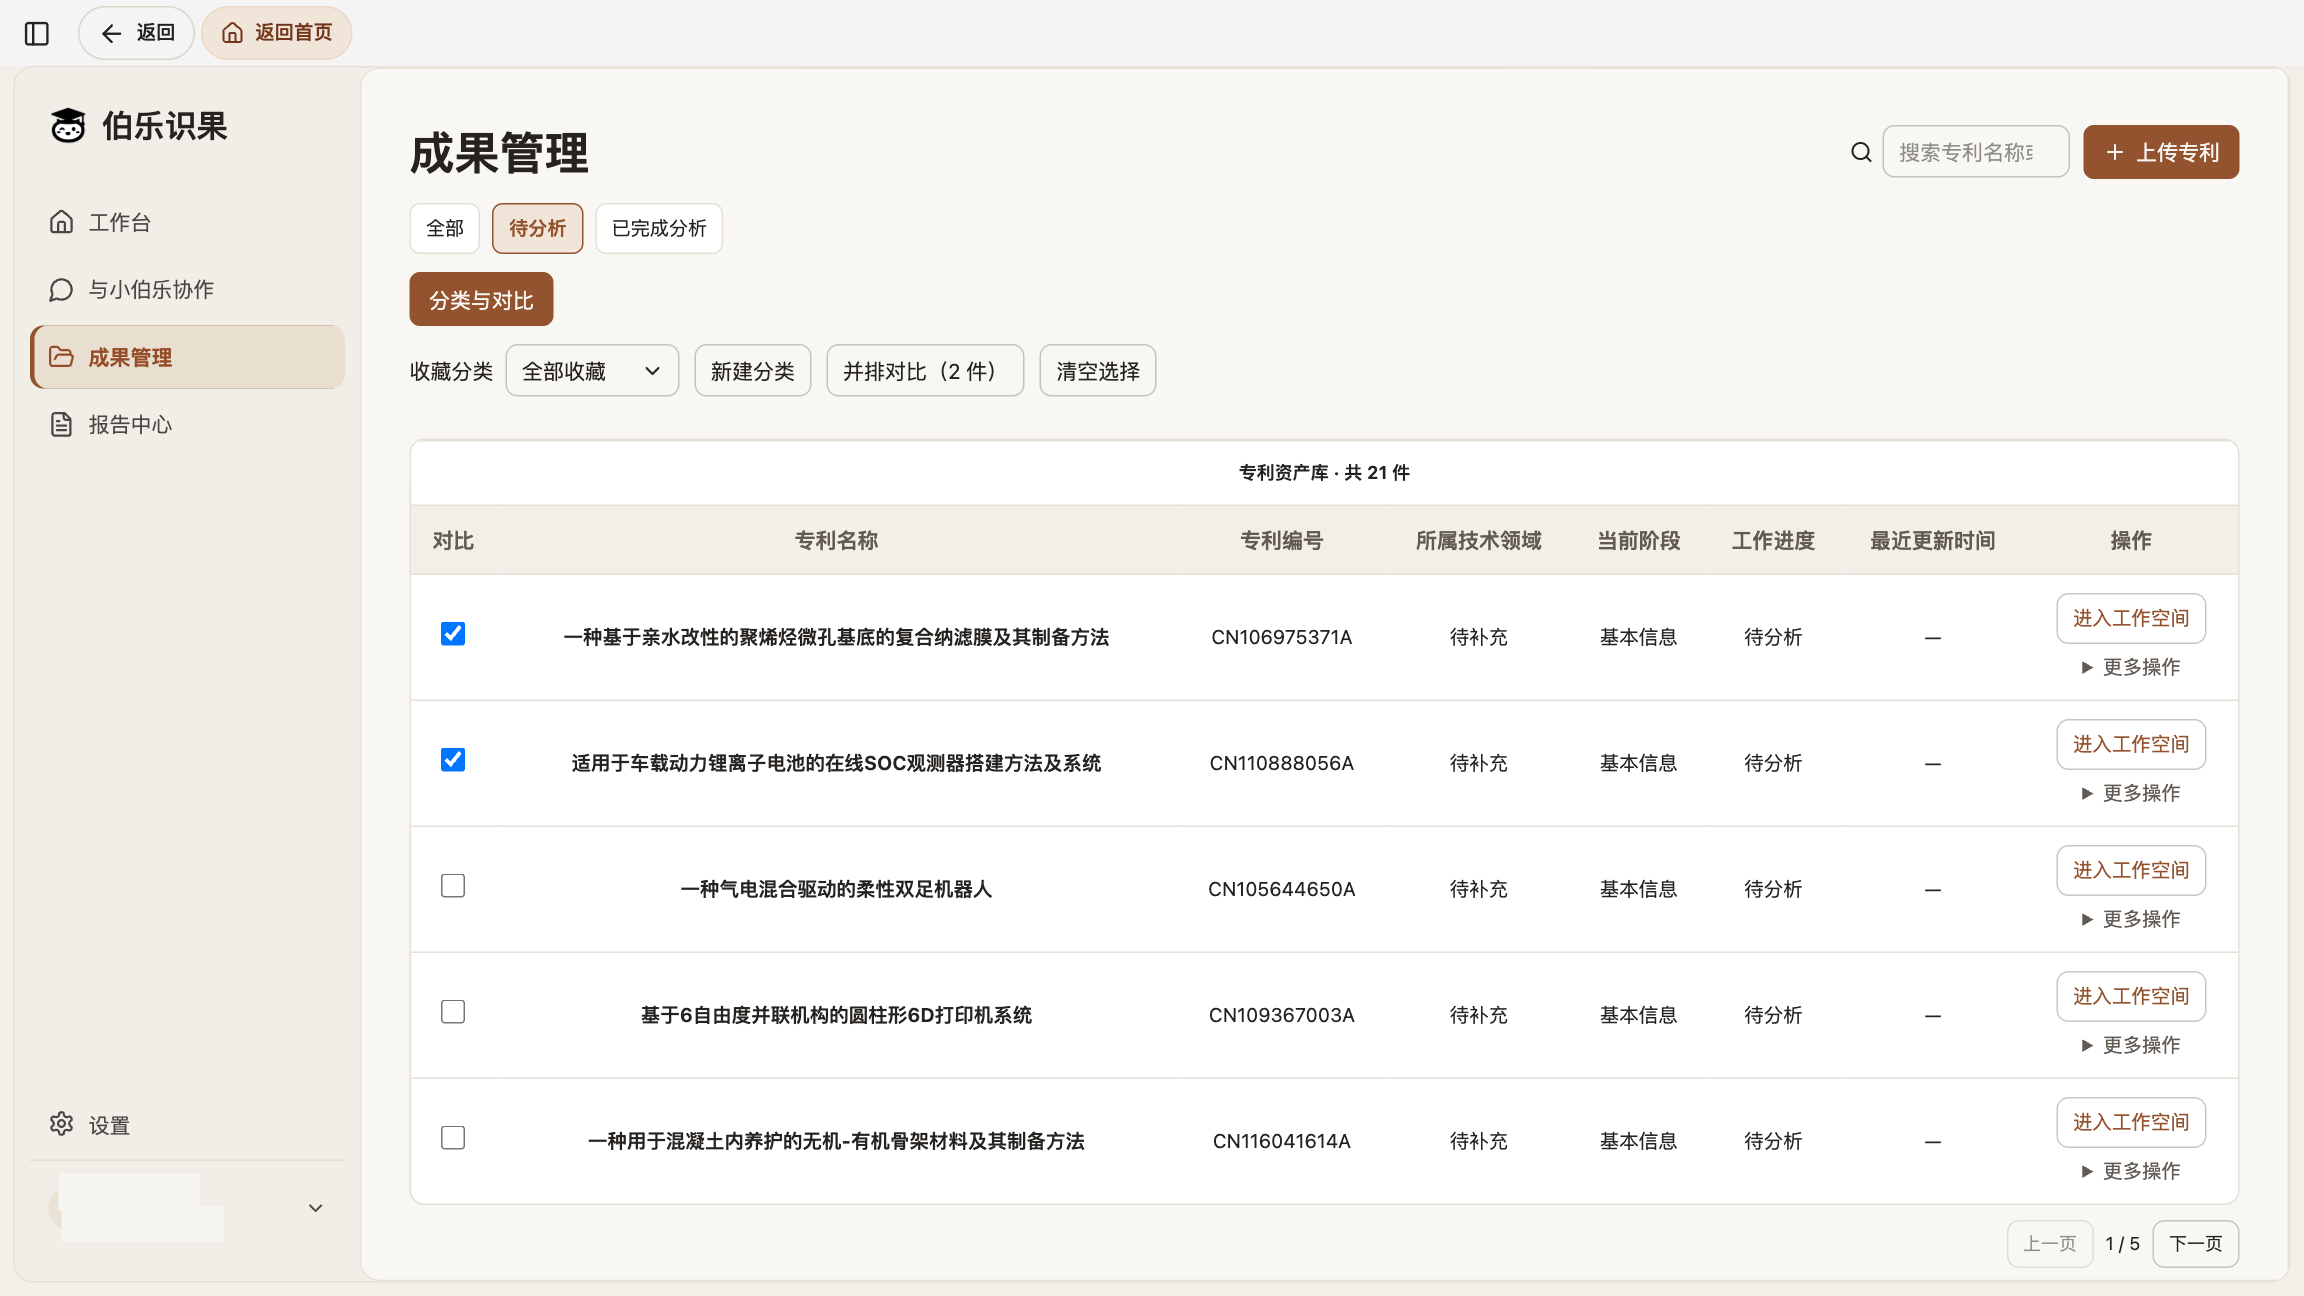 返回
返回首页
伯乐识果
工作台
与小伯乐协作
成果管理
报告中心
设置
成果管理
搜索专利名称
+ 上传专利
全部
待分析
已完成分析
分类与对比
收藏分类
全部收藏
新建分类
并排对比（2 件）
清空选择
专利资产库 · 共 21 件
对比 专利名称 专利编号 所属技术领域 当前阶段 工作进度 最近更新时间 操作
一种基于亲水改性的聚烯烃微孔基底的复合纳滤膜及其制备方法 CN106975371A 待补充 基本信息 待分析 — 进入工作空间
▶ 更多操作
适用于车载动力锂离子电池的在线SOC观测器搭建方法及系统 CN110888056A 待补充 基本信息 待分析 — 进入工作空间
▶ 更多操作
一种气电混合驱动的柔性双足机器人 CN105644650A 待补充 基本信息 待分析 — 进入工作空间
▶ 更多操作
基于6自由度并联机构的圆柱形6D打印机系统 CN109367003A 待补充 基本信息 待分析 — 进入工作空间
▶ 更多操作
一种用于混凝土内养护的无机-有机骨架材料及其制备方法 CN116041614A 待补充 基本信息 待分析 — 进入工作空间
▶ 更多操作
上一页 1 / 5 下一页